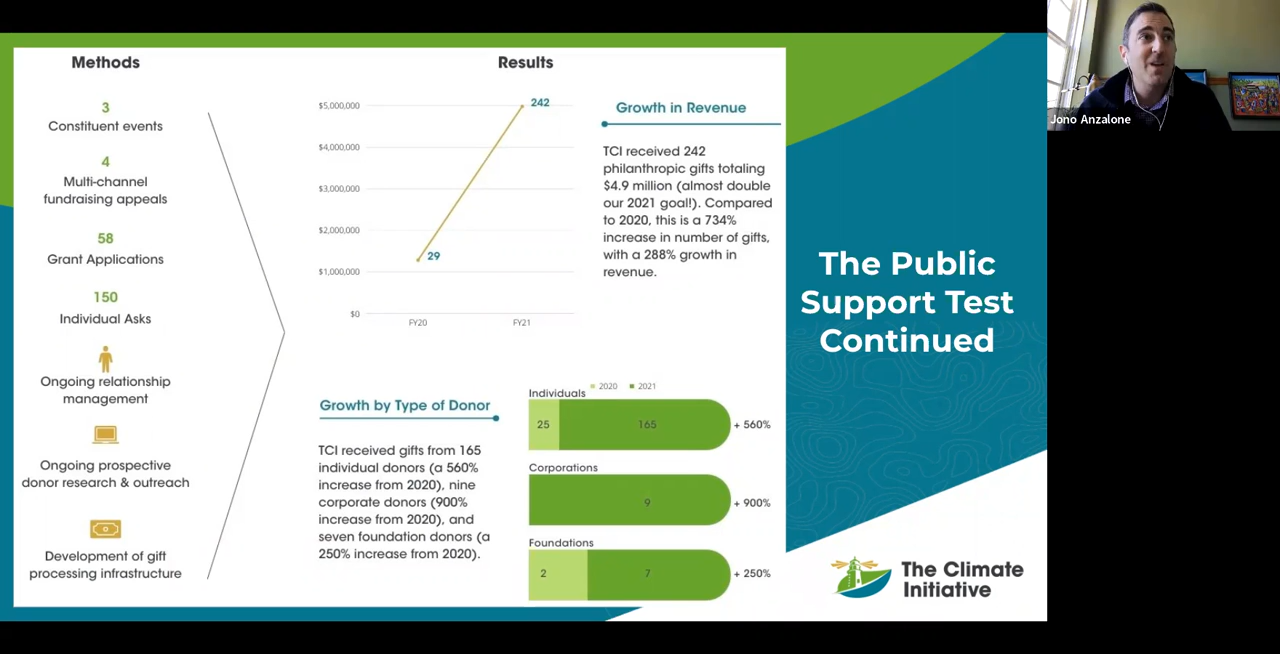 Methods
3
Constituent events
4
Multi-channel
fundraising appeals
58
Grant Applications
150
Individual Asks
Ongoing relationship
management
Ongoing prospective
donor research & outreach
Development of gift
processing infrastructure
Results
$5,000,000
$4,000,000
$3,000,000
$2,000,000
$1,000,000
$0
242
29
FY20
FY21
Growth in Revenue
TCI received 242
philanthropic gifts totaling
$4.9 million (almost double
our 2021 goal!). Compared
to 2020, this is a 734%
increase in number of gifts,
with a 288% growth in
revenue.
Growth by Type of Donor
TCI received gifts from 165
individual donors (a 560%
increase from 2020), nine
corporate donors (900%
increase from 2020), and
seven foundation donors (a
250% increase from 2020).
2020 2021
Individuals
25 165 + 560%
Corporations
9 + 900%
Foundations
2 7 + 250%
The Public
Support Test
Continued
The Climate
Initiative
Jono Anzalone